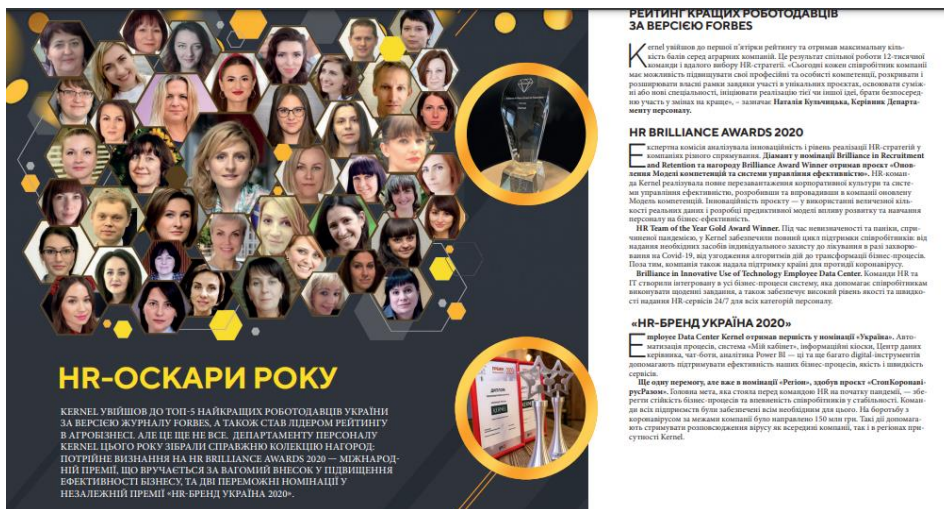 HR-ОСКАРИ РОКУ
KERNEL УВІЙШОВ ДО ТОП-5 НАЙКРАЩИХ РОБОТОДАВЦІВ УКРАЇНИ
ЗА ВЕРСІЄЮ ЖУРНАЛУ FORBES, А ТАКОЖ СТАВ ЛІДЕРОМ РЕЙТИНГУ
В АГРОБІЗНЕСІ. АЛЕ ЦЕ ІЩЕ НЕ ВСЕ. ДЕПАРТАМЕНТУ ПЕРСОНАЛУ
KERNEL ЦЬОГО РОКУ ЗІБРАЛИ СПРАВЖНЮ КОЛЕКЦІЮ НАГОРОД:
ПОТРІЙНЕ ВИЗНАННЯ НА HR BRILLIANCE AWARDS 2020 — МІЖНАРОД-
НІЙ ПРЕМІЇ, ЩО ВРУЧАЄТЬСЯ ЗА ВАГОМИЙ ВНЕСОК У ПІДВИЩЕННЯ
ЕФЕКТИВНОСТІ БІЗНЕСУ, ТА ДВІ ПЕРЕМОЖНІ НОМІНАЦІЇ У
НЕЗАЛЕЖНІЙ ПРЕМІЇ «HR-БРЕНД УКРАЇНА 2020».
РЕЙТИНГ КРАЩИХ РОБОТОДАВЦІВ
ЗА ВЕРСІЄЮ FORBES
Kernel увійшов до першої п’ятірки рейтингу та отримав максимальну кіль-
кість балів серед аграрних компаній. Це результат спільної роботи 12-тисячної
команди і вдалого вибору HR-стратегії. «Сьогодні кожен співробітник компанії
має можливість підвищувати свої професійні та особисті компетенції, розкривати і
розширювати власні рамки завдяки участі в унікальних проєктах, освоювати суміж-
ні або нові спеціальності, ініціювати реалізацію тієї чи іншої ідеї, брати безпосеред-
ню участь у змінах на краще», – зазначає Наталія Кульчицька, Керівник Департа-
менту персоналу.
HR BRILLIANCE AWARDS 2020
Експертна комісія аналізувала інноваційність і рівень реалізації HR-стратегій у
компаніях різного спрямування. Діамант у номінації Brilliance in Recruitment
and Retention та нагороду Brilliance Award Winner отримав проєкт «Онов-
лення Моделі компетенцій та системи управління ефективністю». HR-коман-
да Kernel реалізувала повне перезавантаження корпоративної культури та систе-
ми управління ефективністю, розробивши та впровадивши в компанії оновлену
Модель компетенцій. Інноваційність проєкту — у використанні величезної кіль-
кості реальних даних і розробці предиктивної моделі впливу розвитку та навчання
персоналу на бізнес-ефективність.
HR Team of the Year Gold Award Winner. Під час невизначеності та паніки, спри-
чиненої пандемією, у Kernel забезпечили повний цикл підтримки співробітників: від
надання необхідних засобів індивідуального захисту до лікування в разі захворю-
вання на Covid-19, від узгодження алгоритмів дій до трансформації бізнес-процесів.
Поза тим, компанія також надала підтримку країні для протидії коронавірусу.
Brilliance in Innovative Use of Technology Employee Data Center. Команди HR та
IT створили інтегровану в усі бізнес-процеси систему, яка допомагає співробітникам
виконувати щоденні завдання, а також забезпечує високий рівень якості та швидко-
сті надання HR-сервісів 24/7 для всіх категорій персоналу.
«HR-БРЕНД УКРАЇНА 2020»
Employee Data Center Kernel отримав першість у номінації «Україна». Авто-
матизація процесів, система «Мій кабінет», інформаційні кіоски, Центр даних
керівника, чат-боти, аналітика Power BI — ці та ще багато digital-інструментів
допомагають підтримувати ефективність наших бізнес-процесів, якість і швидкість
сервісів.
Ще одну перемогу, але вже в номінації «Регіон», здобув проєкт «СтопКоронаві-
русРазом». Головна мета, яка стояла перед командою HR на початку пандемії, — збе-
регти стійкість бізнес-процесів та впевненість співробітників у стабільності. Коман-
ди всіх підприємств були забезпечені всім необхідним для цього. На боротьбу з
коронавірусом за межами компанії було направлено 150 млн грн. Такі дії допомага-
ють стримувати розповсюдження вірусу як всередині компанії, так і в регіонах при-
сутності Kernel.